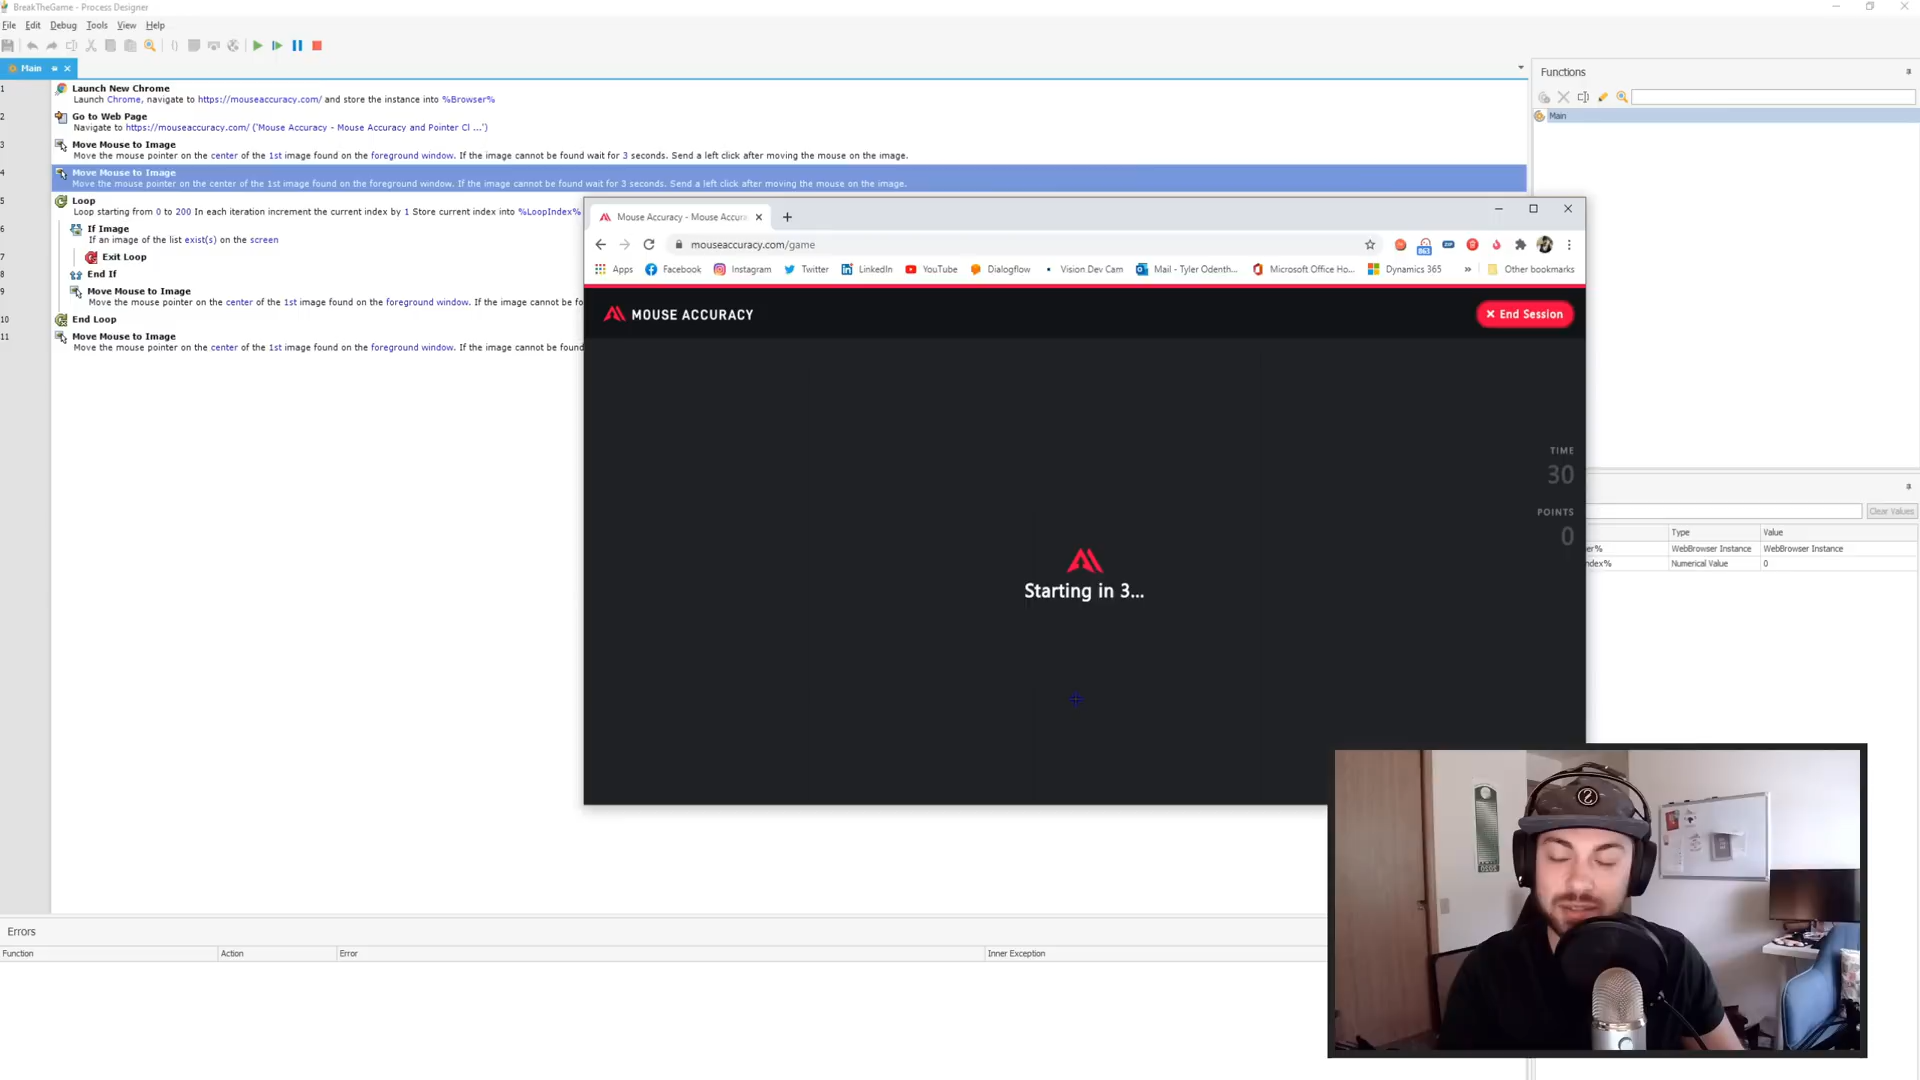 BreakTheGame - Process Designer
File Edit Debug Tools View Help
Main
1 Launch New Chrome
Launch Chrome, navigate to https://mouseaccuracy.com/ and store the instance into %Browser%
2 Go to Web Page
Navigate to https://mouseaccuracy.com/ ('Mouse Accuracy - Mouse Accuracy and Pointer Cl ...')
3 Move Mouse to Image
Move the mouse pointer on the center of the 1st image found on the foreground window. If the image cannot be found wait for 3 seconds. Send a left click after moving the mouse on the image.
4 Move Mouse to Image
Move the mouse pointer on the center of the 1st image found on the foreground window. If the image cannot be found wait for 3 seconds. Send a left click after moving the mouse on the image.
5 Loop
Loop starting from 0 to 200 In each iteration increment the current index by 1 Store current index into %LoopIndex%
6 If Image
If an image of the list exist(s) on the screen
7 Exit Loop
8 End If
9 Move Mouse to Image
Move the mouse pointer on the center of the 1st image found on the foreground window. If the image cannot be fo
10 End Loop
11 Move Mouse to Image
Move the mouse pointer on the center of the 1st image found on the foreground window. If the image cannot be found
Functions
Main
Clear Values
Type Value
er% WebBrowser Instance WebBrowser Instance
ndex% Numerical Value 0
Mouse Accuracy - Mouse Accura
mouseaccuracy.com/game
Apps Facebook Instagram Twitter LinkedIn YouTube Dialogflow Vision Dev Cam Mail - Tyler Odenth... Microsoft Office Ho... Dynamics 365 » Other bookmarks
MOUSE ACCURACY
End Session
TIME
30
POINTS
0
Starting in 3...
Errors
Function Action Error Inner Exception